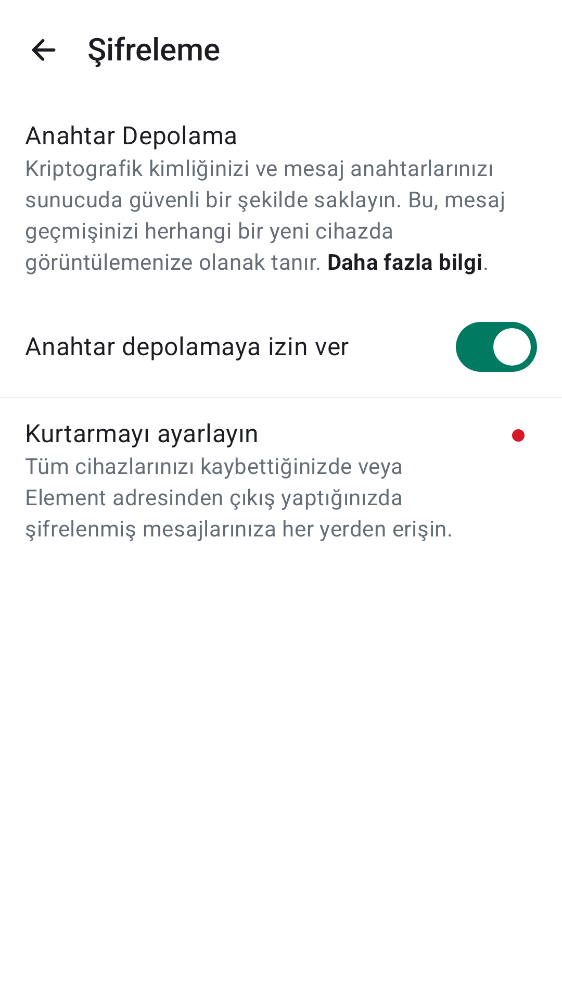 Şifreleme
Anahtar Depolama
Kriptografik kimliğinizi ve mesaj anahtarlarınızı
sunucuda güvenli bir şekilde saklayın. Bu, mesaj
geçmişinizi herhangi bir yeni cihazda
görüntülemenize olanak tanır. Daha fazla bilgi.
Anahtar depolamaya izin ver
Kurtarmayı ayarlayın
Tüm cihazlarınızı kaybettiğinizde veya
Element adresinden çıkış yaptığınızda
şifrelenmiş mesajlarınıza her yerden erişin.